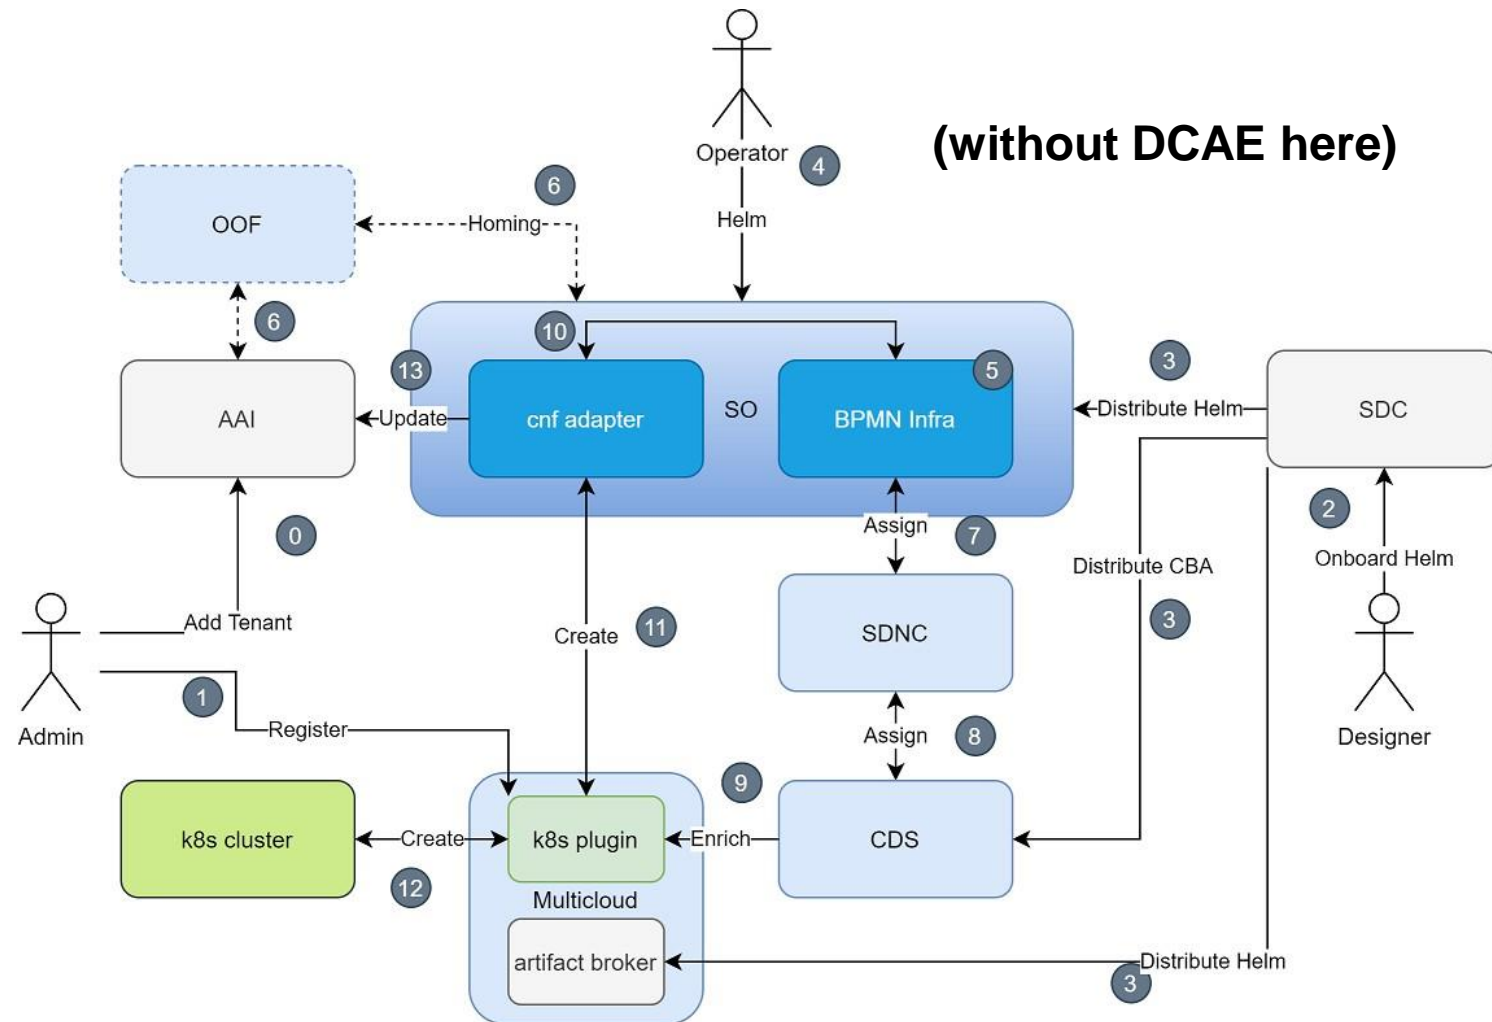 (without DCAE here)
Operator
4
Helm
OOF
6
Homing
6
10
13
cnf adapter
SO
5
BPMN Infra
3
Distribute Helm
SDC
AAI
Update
0
Assign
7
2
Onboard Helm
Distribute CBA
3
Add Tenant
Create
11
SDNC
1
Register
Admin
Assign
8
Designer
9
k8s cluster
Create
k8s plugin
Enrich
CDS
12
Multicloud
artifact broker
Distribute Helm
3